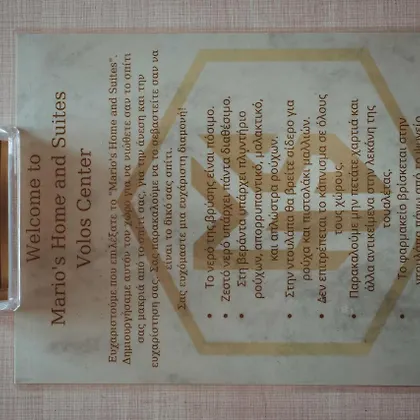 Welcome to
Mario's Home and Suites
Volos Center
Ευχαριστούμε που επιλέξατε το "Mario's Home and Suites".
Δημιουργήσαμε αυτόν τον χώρο για να νιώθετε σαν το σπίτι
σας μακριά από το σπίτι σας, για την άνεση και την
ευχαρίστησή σας. Σας παρακαλούμε να το σεβαστείτε σαν να
είναι το δικό σας σπίτι.
Σας ευχόμαστε μια ευχάριστη διαμονή!
• Το νερό της βρύσης είναι πόσιμο.
• Ζεστό νερό υπάρχει πάντα διαθέσιμο.
• Στη βεράντα υπάρχει πλυντήριο
ρούχων, απορρυπαντικό, μαλακτικό,
και απλώστρα ρούχων.
• Στην ντουλάπα θα βρείτε σίδερο για
ρούχα και πιστολάκι μαλλιών.
• Δεν επιτρέπεται το κάπνισμα σε όλους
τους χώρους.
• Παρακαλούμε μην πετάτε χαρτιά και
άλλα αντικείμενα στην λεκάνη της
τουαλέτας.
• Το φαρμακείο βρίσκεται στην